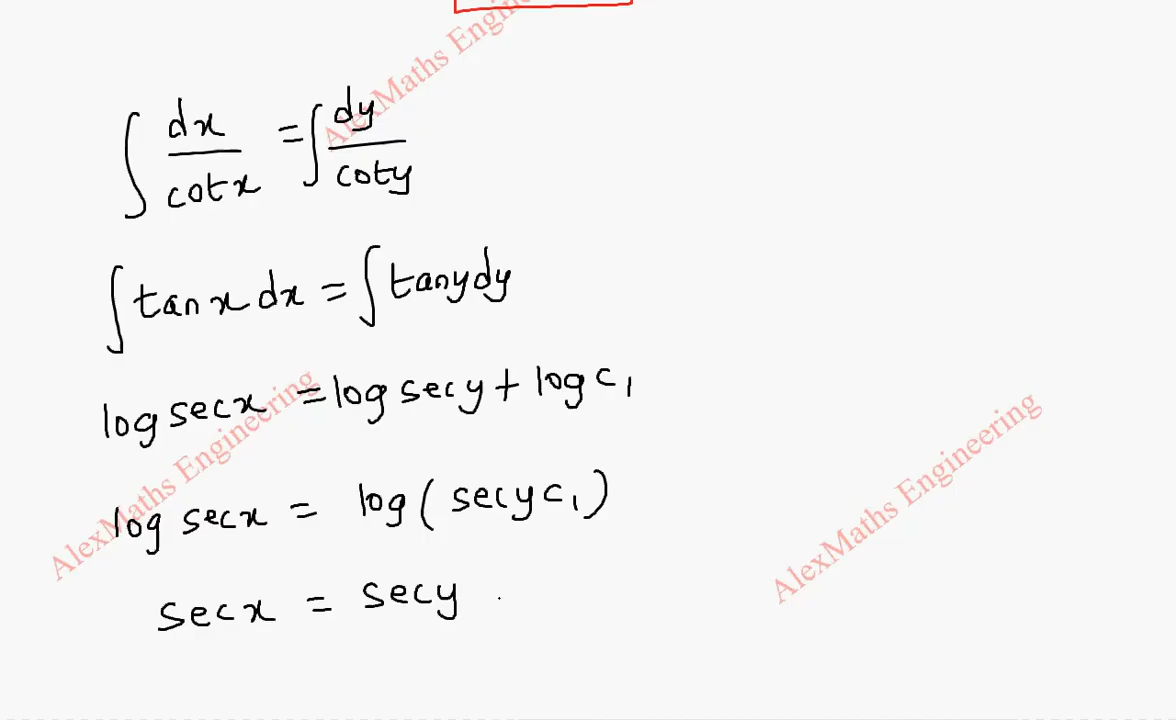 AlexMaths Engineering
∫ dx/cotx = ∫ dy/coty
∫ tanx dx = ∫ tany dy
log secx = log secy + log c₁
AlexMaths Engineering
AlexMaths Engineering
log secx = log( secy c₁ )
secx = secy